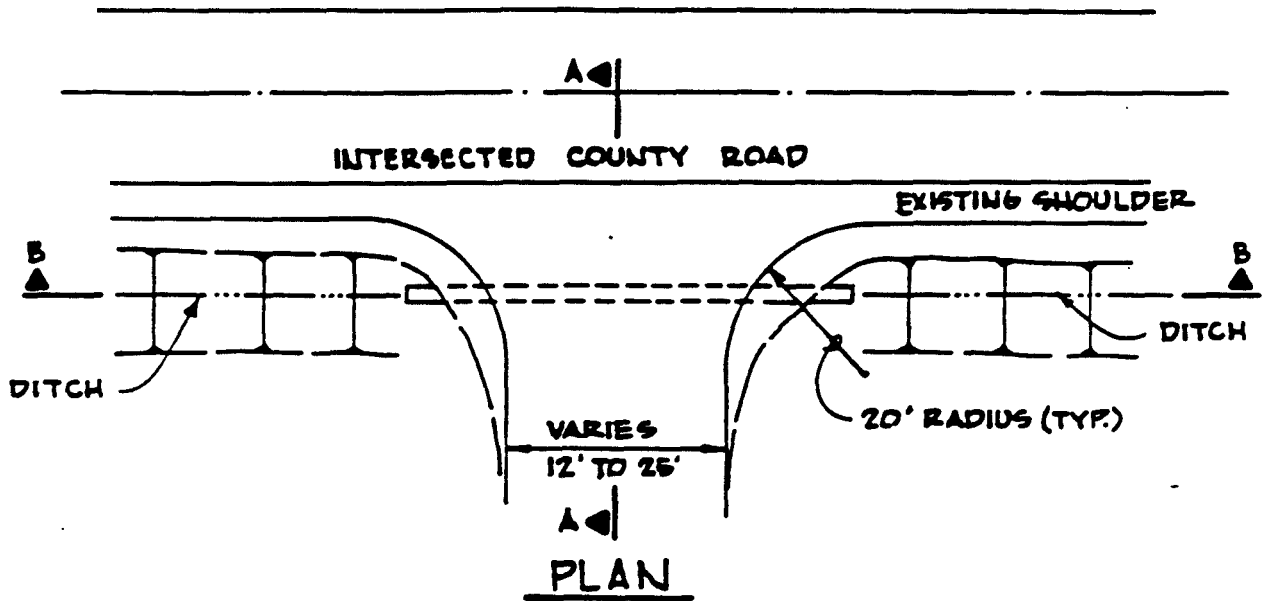 A
INTERSECTED COUNTY ROAD
EXISTING SHOULDER
B
B
DITCH
DITCH
20' RADIUS (TYP.)
VARIES
12' TO 25'
A
PLAN